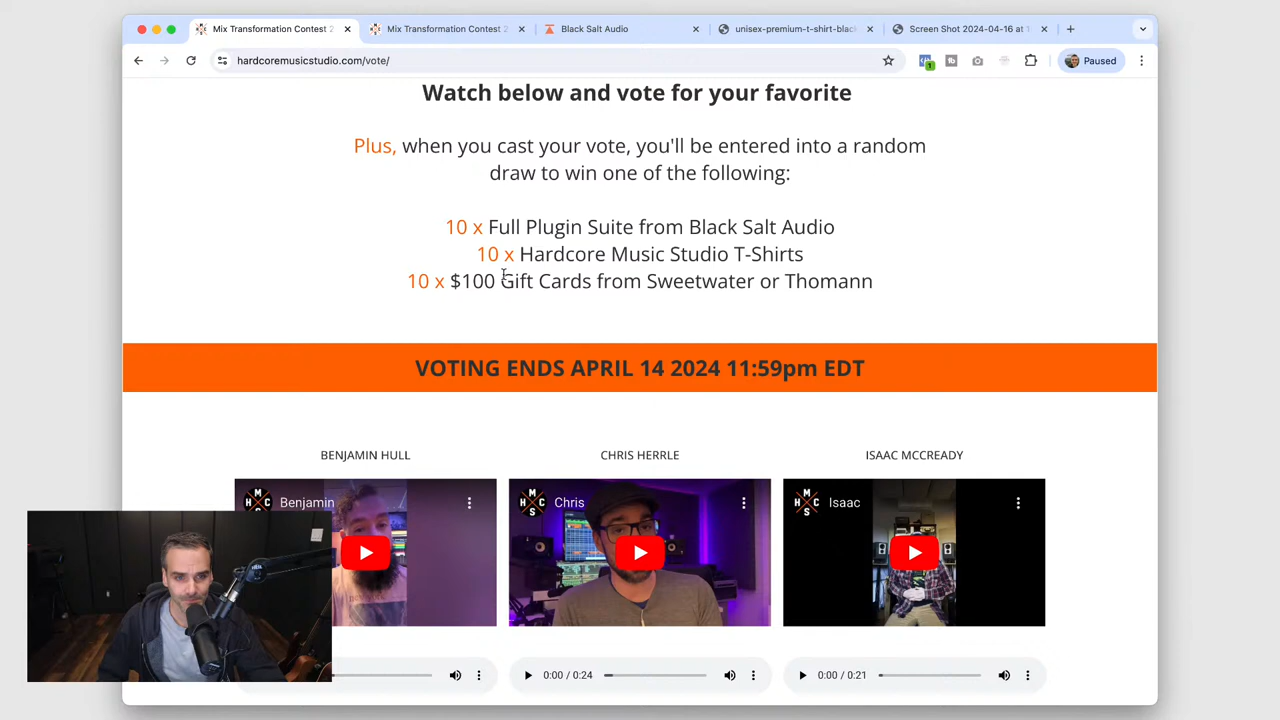 Mix Transformation Contest 2
Mix Transformation Contest 2
Black Salt Audio
unisex-premium-t-shirt-black
Screen Shot 2024-04-16 at 1
hardcoremusicstudio.com/vote/
1
Paused
Watch below and vote for your favorite
Plus, when you cast your vote, you'll be entered into a random
draw to win one of the following:
10 x Full Plugin Suite from Black Salt Audio
10 x Hardcore Music Studio T-Shirts
10 x $100 Gift Cards from Sweetwater or Thomann
VOTING ENDS APRIL 14 2024 11:59pm EDT
BENJAMIN HULL
CHRIS HERRLE
ISAAC MCCREADY
M H C S
Benjamin
M H C S
Chris
M H C S
Isaac
0:00 / 0:24
0:00 / 0:21